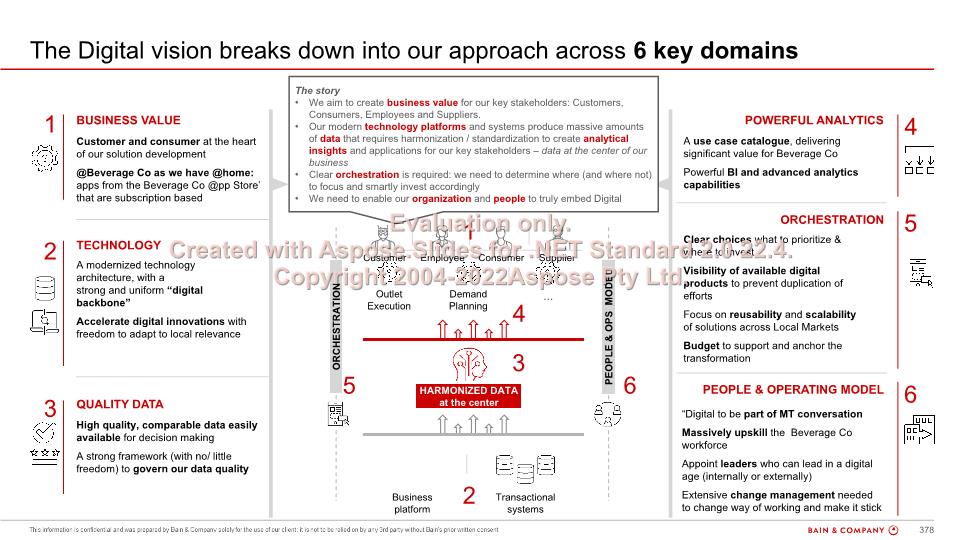 The Digital vision breaks down into our approach across 6 key domains
The story
• We aim to create business value for our key stakeholders: Customers,
Consumers, Employees and Suppliers.
• Our modern technology platforms and systems produce massive amounts
of data that requires harmonization / standardization to create analytical
insights and applications for our key stakeholders – data at the center of our
business
• Clear orchestration is required: we need to determine where (and where not)
to focus and smartly invest accordingly
• We need to enable our organization and people to truly embed Digital
1
BUSINESS VALUE
Customer and consumer at the heart
of our solution development
@Beverage Co as we have @home:
apps from the Beverage Co @pp Store'
that are subscription based
2
TECHNOLOGY
A modernized technology
architecture, with a
strong and uniform “digital
backbone”
Accelerate digital innovations with
freedom to adapt to local relevance
3
QUALITY DATA
High quality, comparable data easily
available for decision making
A strong framework (with no/ little
freedom) to govern our data quality
Evaluation only.
Created with Aspose.Slides for .NET Standard 2.0 22.4.
Copyright 2004-2022Aspose Pty Ltd.
1
Customer
Employee
Consumer
Supplier
Outlet
Execution
Demand
Planning
...
4
ORCHESTRATION
PEOPLE & OPS MODEL
3
HARMONIZED DATA
at the center
5
6
Business
platform
2
Transactional
systems
POWERFUL ANALYTICS
4
A use case catalogue, delivering
significant value for Beverage Co
Powerful BI and advanced analytics
capabilities
ORCHESTRATION
5
Clear choices what to prioritize &
where to invest
Visibility of available digital
products to prevent duplication of
efforts
Focus on reusability and scalability
of solutions across Local Markets
Budget to support and anchor the
transformation
PEOPLE & OPERATING MODEL
6
“Digital to be part of MT conversation
Massively upskill the Beverage Co
workforce
Appoint leaders who can lead in a digital
age (internally or externally)
Extensive change management needed
to change way of working and make it stick
This information is confidential and was prepared by Bain & Company solely for the use of our client; it is not to be relied on by any 3rd party without Bain's prior written consent
BAIN & COMPANY
378